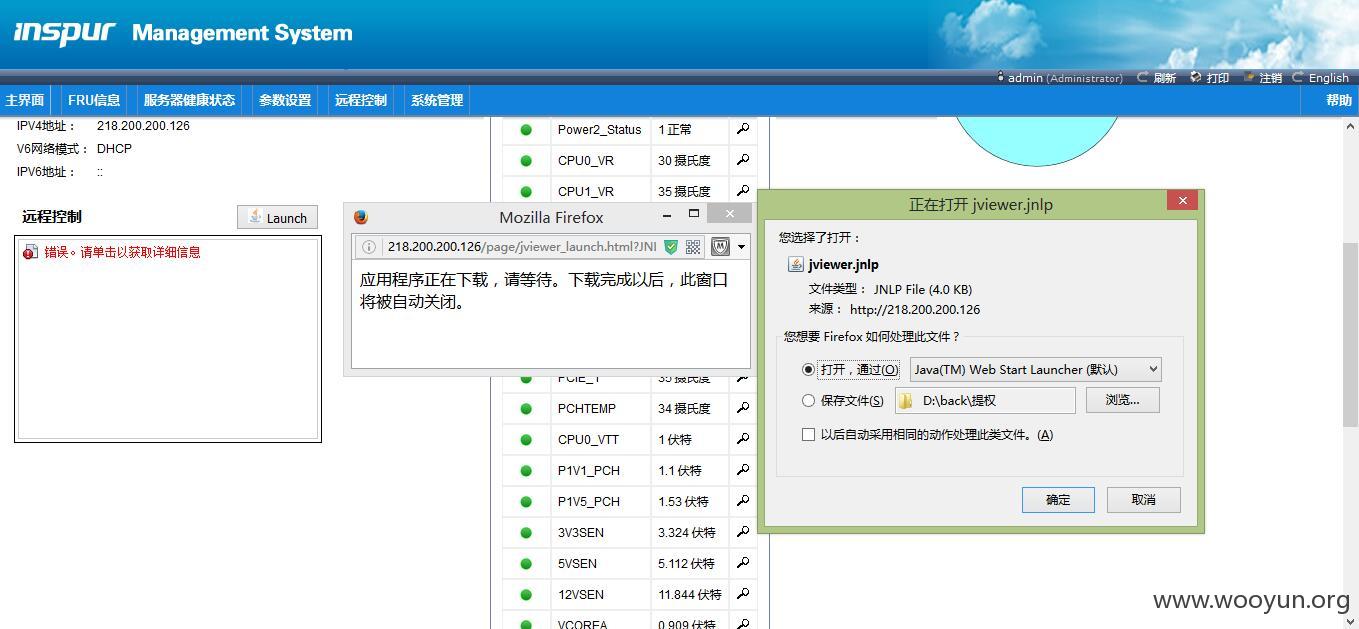 inspur Management System
admin (Administrator) 刷新 打印 注销 English
主界面 FRU信息 服务器健康状态 参数设置 远程控制 系统管理 帮助
IPV4地址： 218.200.200.126
V6网络模式： DHCP
IPV6地址： ::
远程控制 Launch
错误。请单击以获取详细信息
Power2_Status 1 正常
CPU0_VR 30 摄氏度
CPU1_VR 35 摄氏度
Mozilla Firefox
218.200.200.126/page/jviewer_launch.html?JNI
应用程序正在下载，请等待。下载完成以后，此窗口
将被自动关闭。
PCIE_1 35 摄氏度
PCHTEMP 34 摄氏度
CPU0_VTT 1 伏特
P1V1_PCH 1.1 伏特
P1V5_PCH 1.53 伏特
3V3SEN 3.324 伏特
5VSEN 5.112 伏特
12VSEN 11.844 伏特
VCOREA 0.909 伏特
正在打开 jviewer.jnlp
您选择了打开：
jviewer.jnlp
文件类型： JNLP File (4.0 KB)
来源： http://218.200.200.126
您想要 Firefox 如何处理此文件？
打开，通过(O) Java(TM) Web Start Launcher (默认)
保存文件(S) D:\back\提权 浏览...
以后自动采用相同的动作处理此类文件。(A)
确定 取消
www.wooyun.org